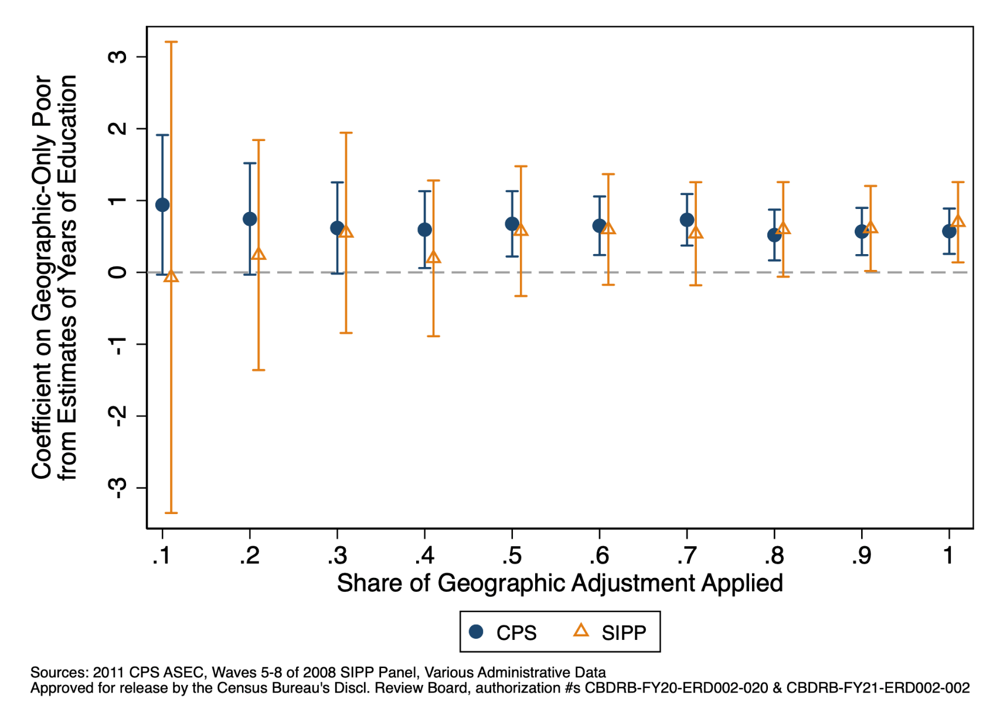 Coefficient on Geographic-Only Poor
from Estimates of Years of Education
3
2
1
0
-1
-2
-3
.1 .2 .3 .4 .5 .6 .7 .8 .9 1
Share of Geographic Adjustment Applied
CPS SIPP
Sources: 2011 CPS ASEC, Waves 5-8 of 2008 SIPP Panel, Various Administrative Data
Approved for release by the Census Bureau's Discl. Review Board, authorization #s CBDRB-FY20-ERD002-020 & CBDRB-FY21-ERD002-002